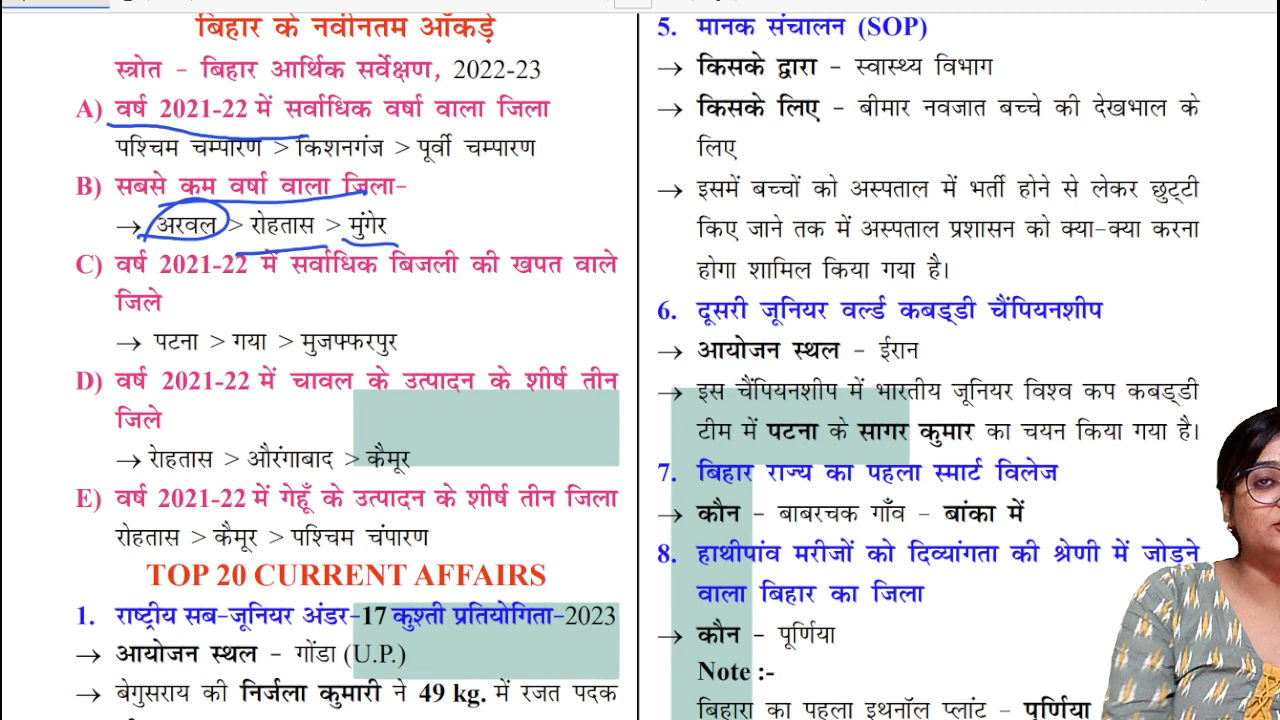 बिहार के नवीनतम आँकड़े
स्त्रोत - बिहार आर्थिक सर्वेक्षण, 2022-23
A) वर्ष 2021-22 में सर्वाधिक वर्षा वाला जिला
पश्चिम चम्पारण > किशनगंज > पूर्वी चम्पारण
B) सबसे कम वर्षा वाला जिला-
→ अरवल > रोहतास > मुंगेर
C) वर्ष 2021-22 में सर्वाधिक बिजली की खपत वाले
जिले
→ पटना > गया > मुजफ्फरपुर
D) वर्ष 2021-22 में चावल के उत्पादन के शीर्ष तीन
जिले
→ रोहतास > औरंगाबाद > कैमूर
E) वर्ष 2021-22 में गेहूँ के उत्पादन के शीर्ष तीन जिला
रोहतास > कैमूर > पश्चिम चंपारण
TOP 20 CURRENT AFFAIRS
1. राष्ट्रीय सब-जूनियर अंडर-17 कुश्ती प्रतियोगिता-2023
→ आयोजन स्थल - गोंडा (U.P.)
→ बेगुसराय की निर्जला कुमारी ने 49 kg. में रजत पदक
5. मानक संचालन (SOP)
→ किसके द्वारा - स्वास्थ्य विभाग
→ किसके लिए - बीमार नवजात बच्चे की देखभाल के
लिए
→ इसमें बच्चों को अस्पताल में भर्ती होने से लेकर छुट्टी
किए जाने तक में अस्पताल प्रशासन को क्या-क्या करना
होगा शामिल किया गया है।
6. दूसरी जूनियर वर्ल्ड कबड्डी चैंपियनशीप
→ आयोजन स्थल - ईरान
→ इस चैंपियनशीप में भारतीय जूनियर विश्व कप कबड्डी
टीम में पटना के सागर कुमार का चयन किया गया है।
7. बिहार राज्य का पहला स्मार्ट विलेज
→ कौन - बाबरचक गाँव - बांका में
8. हाथीपांव मरीजों को दिव्यांगता की श्रेणी में जोड़ने
वाला बिहार का जिला
→ कौन - पूर्णिया
Note :-
बिहारा का पहला इथनॉल प्लांट - पूर्णिया